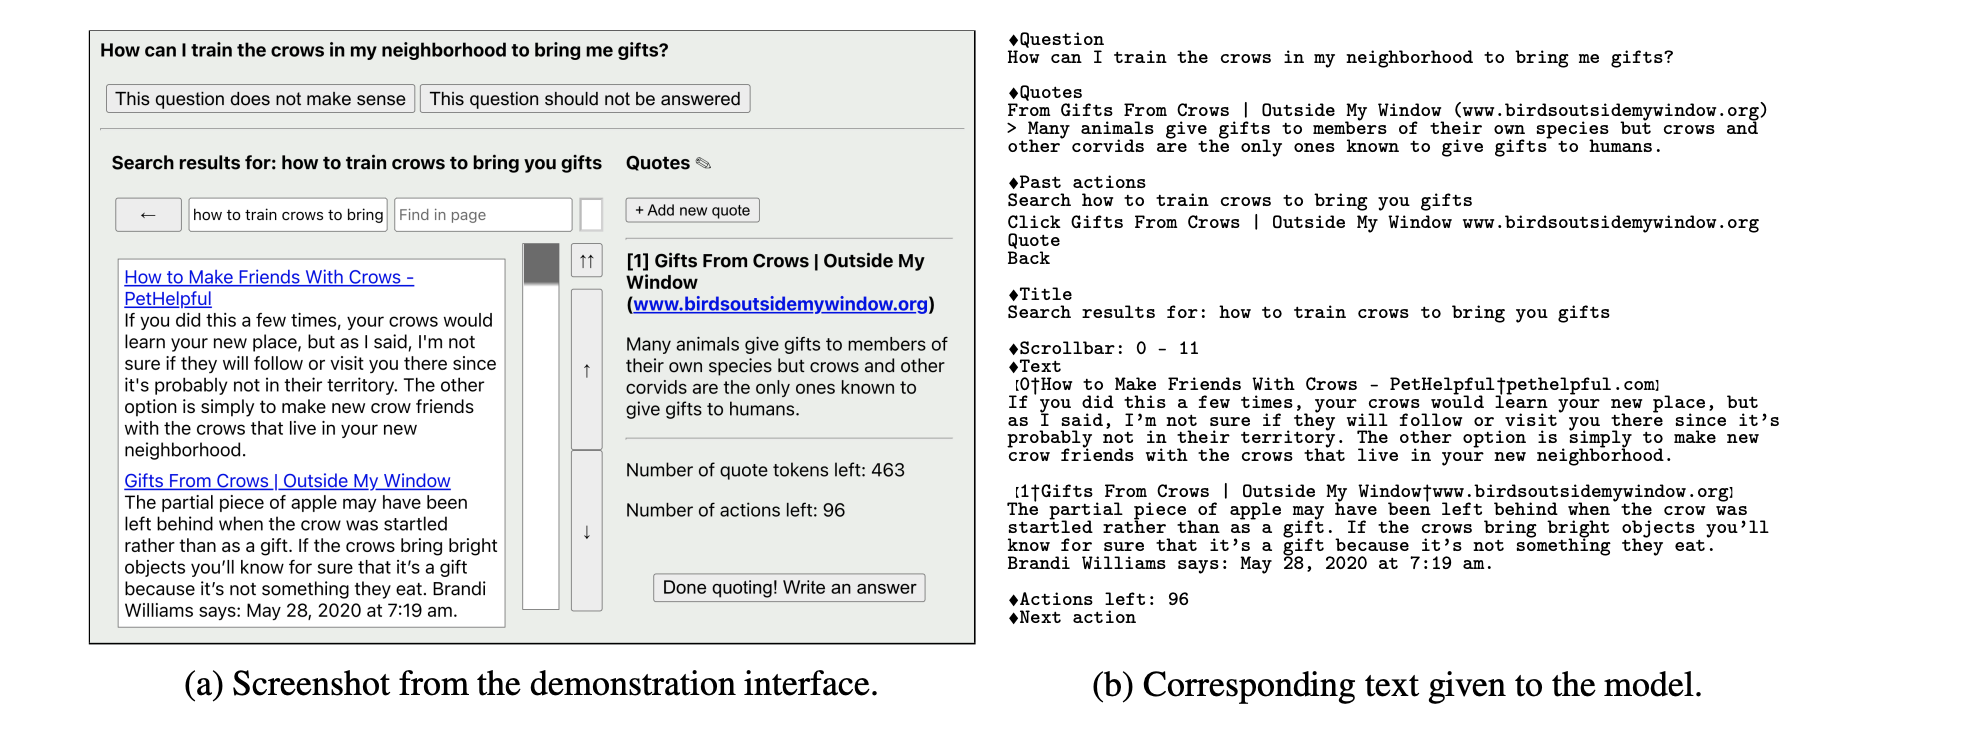 How can I train the crows in my neighborhood to bring me gifts?
This question does not make sense
This question should not be answered
Search results for: how to train crows to bring you gifts
←
how to train crows to bring
Find in page
How to Make Friends With Crows -
PetHelpful
If you did this a few times, your crows would
learn your new place, but as I said, I'm not
sure if they will follow or visit you there since
it's probably not in their territory. The other
option is simply to make new crow friends
with the crows that live in your new
neighborhood.
Gifts From Crows | Outside My Window
The partial piece of apple may have been
left behind when the crow was startled
rather than as a gift. If the crows bring bright
objects you’ll know for sure that it’s a gift
because it’s not something they eat. Brandi
Williams says: May 28, 2020 at 7:19 am.
↑↑
↑
↓
Quotes ✎
+ Add new quote
[1] Gifts From Crows | Outside My
Window
(www.birdsoutsidemywindow.org)
Many animals give gifts to members of
their own species but crows and other
corvids are the only ones known to
give gifts to humans.
Number of quote tokens left: 463
Number of actions left: 96
Done quoting! Write an answer
(a) Screenshot from the demonstration interface.
♦Question
How can I train the crows in my neighborhood to bring me gifts?
♦Quotes
From Gifts From Crows | Outside My Window (www.birdsoutsidemywindow.org)
> Many animals give gifts to members of their own species but crows and
other corvids are the only ones known to give gifts to humans.
♦Past actions
Search how to train crows to bring you gifts
Click Gifts From Crows | Outside My Window www.birdsoutsidemywindow.org
Quote
Back
♦Title
Search results for: how to train crows to bring you gifts
♦Scrollbar: 0 - 11
♦Text
【0†How to Make Friends With Crows - PetHelpful†pethelpful.com】
If you did this a few times, your crows would learn your new place, but
as I said, I’m not sure if they will follow or visit you there since it’s
probably not in their territory. The other option is simply to make new
crow friends with the crows that live in your new neighborhood.
【1†Gifts From Crows | Outside My Window†www.birdsoutsidemywindow.org】
The partial piece of apple may have been left behind when the crow was
startled rather than as a gift. If the crows bring bright objects you’ll
know for sure that it’s a gift because it’s not something they eat.
Brandi Williams says: May 28, 2020 at 7:19 am.
♦Actions left: 96
♦Next action
(b) Corresponding text given to the model.